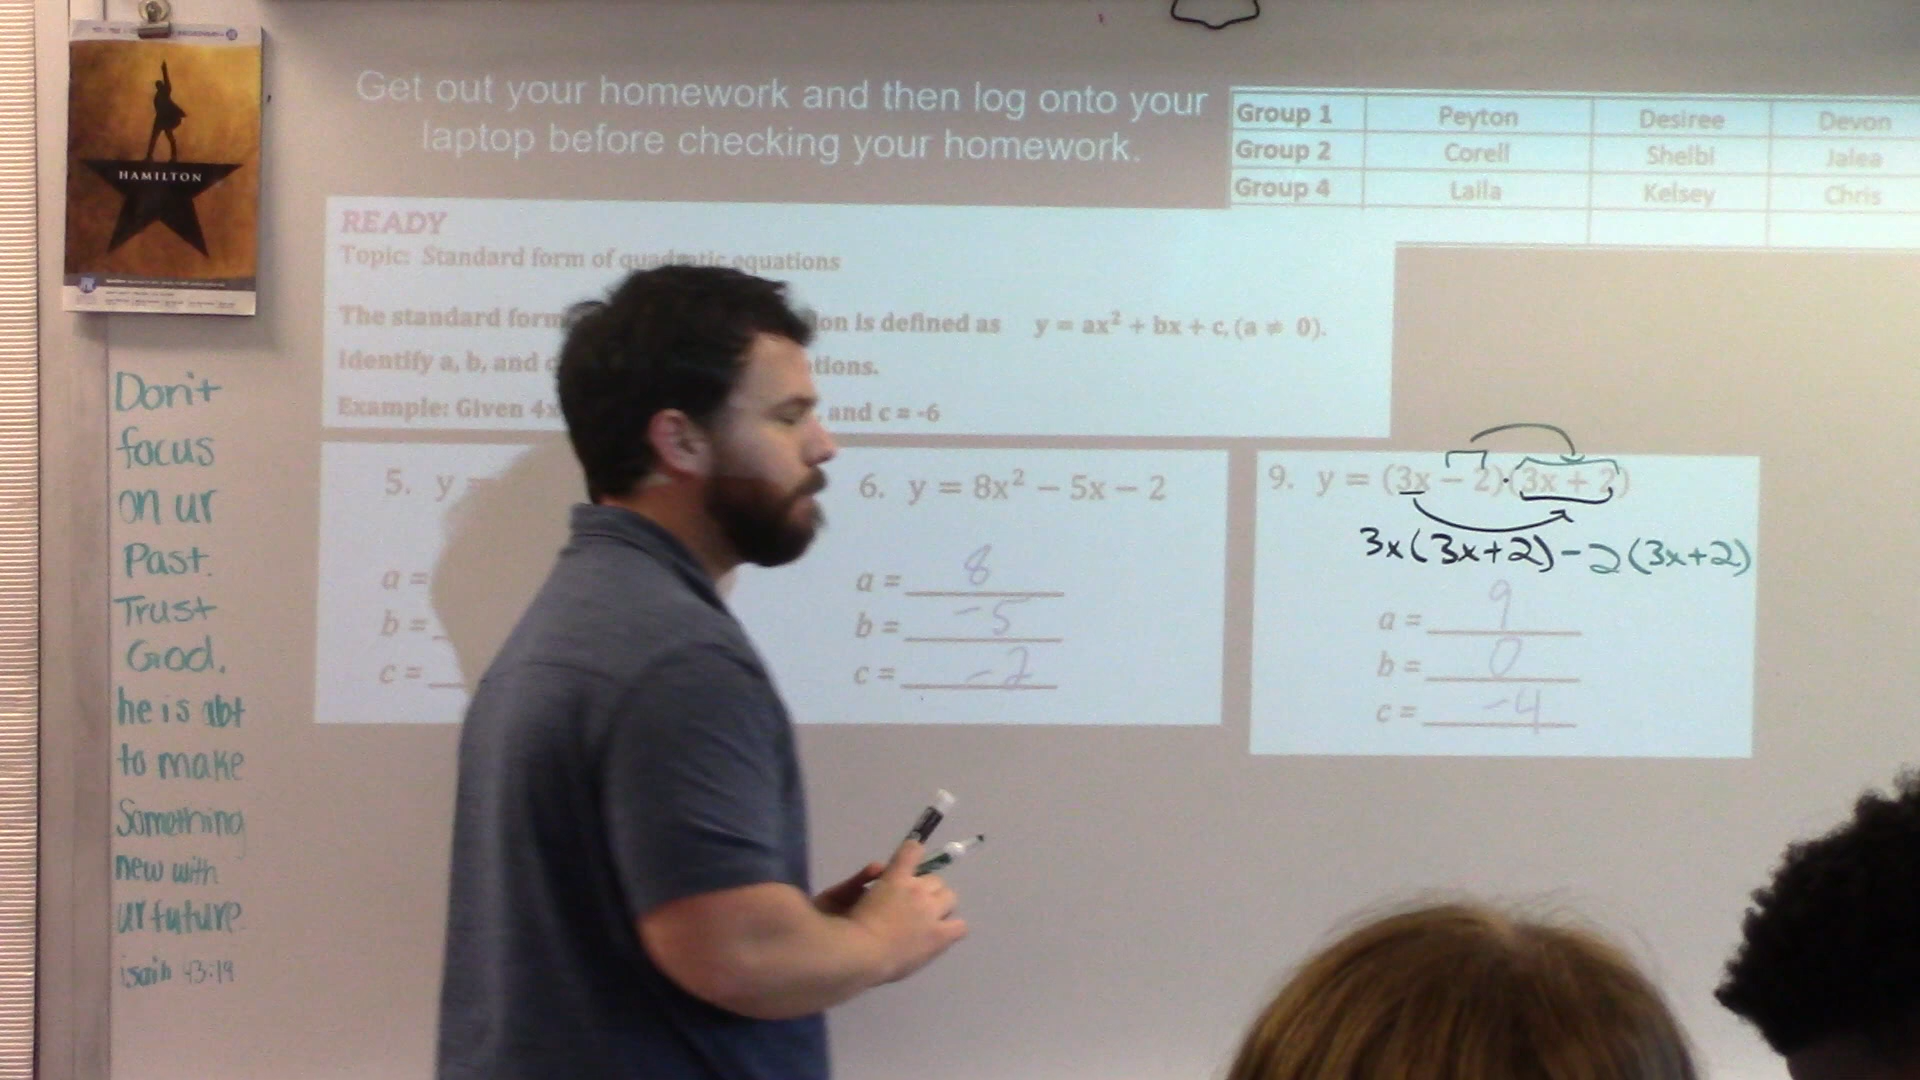 HAMILTON
Don't
focus
on ur
Past.
Trust
God.
he is abt
to make
Something
new with
ur future
isaih 43:19
Get out your homework and then log onto your
laptop before checking your homework.
Group 1 Peyton Desiree Devon
Group 2 Corell Shelbi Jalea
Group 4 Laila Kelsey Chris
READY
Topic: Standard form of quadratic equations
The standard form on is defined as y = ax² + bx + c, (a ≠ 0).
Identify a, b, and c tions.
Example: Given 4x and c = -6
5. y =
a =
b =
c =
6. y = 8x² − 5x − 2
a = 8
b = -5
c = -2
9. y = (3x − 2)·(3x + 2)
3x(3x+2)-2(3x+2)
a = 9
b = 0
c = -4